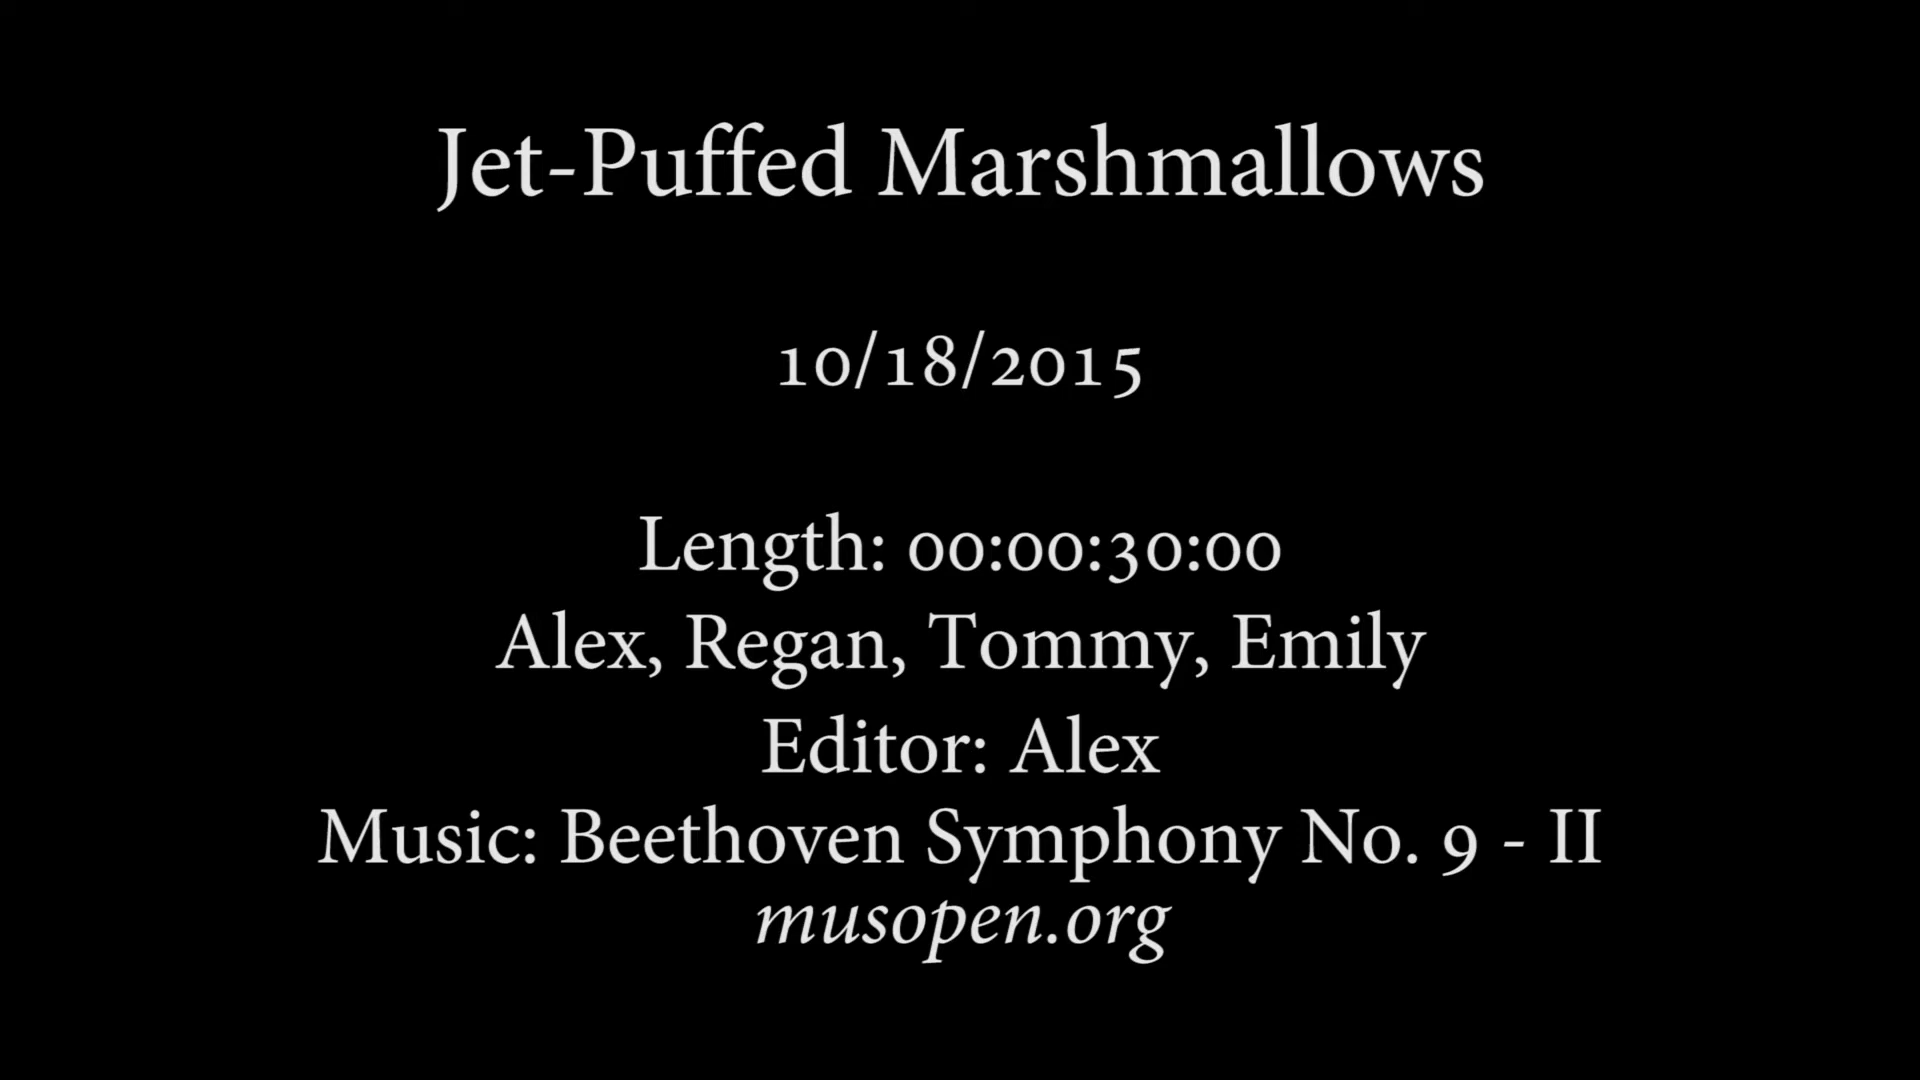 Jet-Puffed Marshmallows
10/18/2015
Length: 00:00:30:00
Alex, Regan, Tommy, Emily
Editor: Alex
Music: Beethoven Symphony No. 9 - II
musopen.org